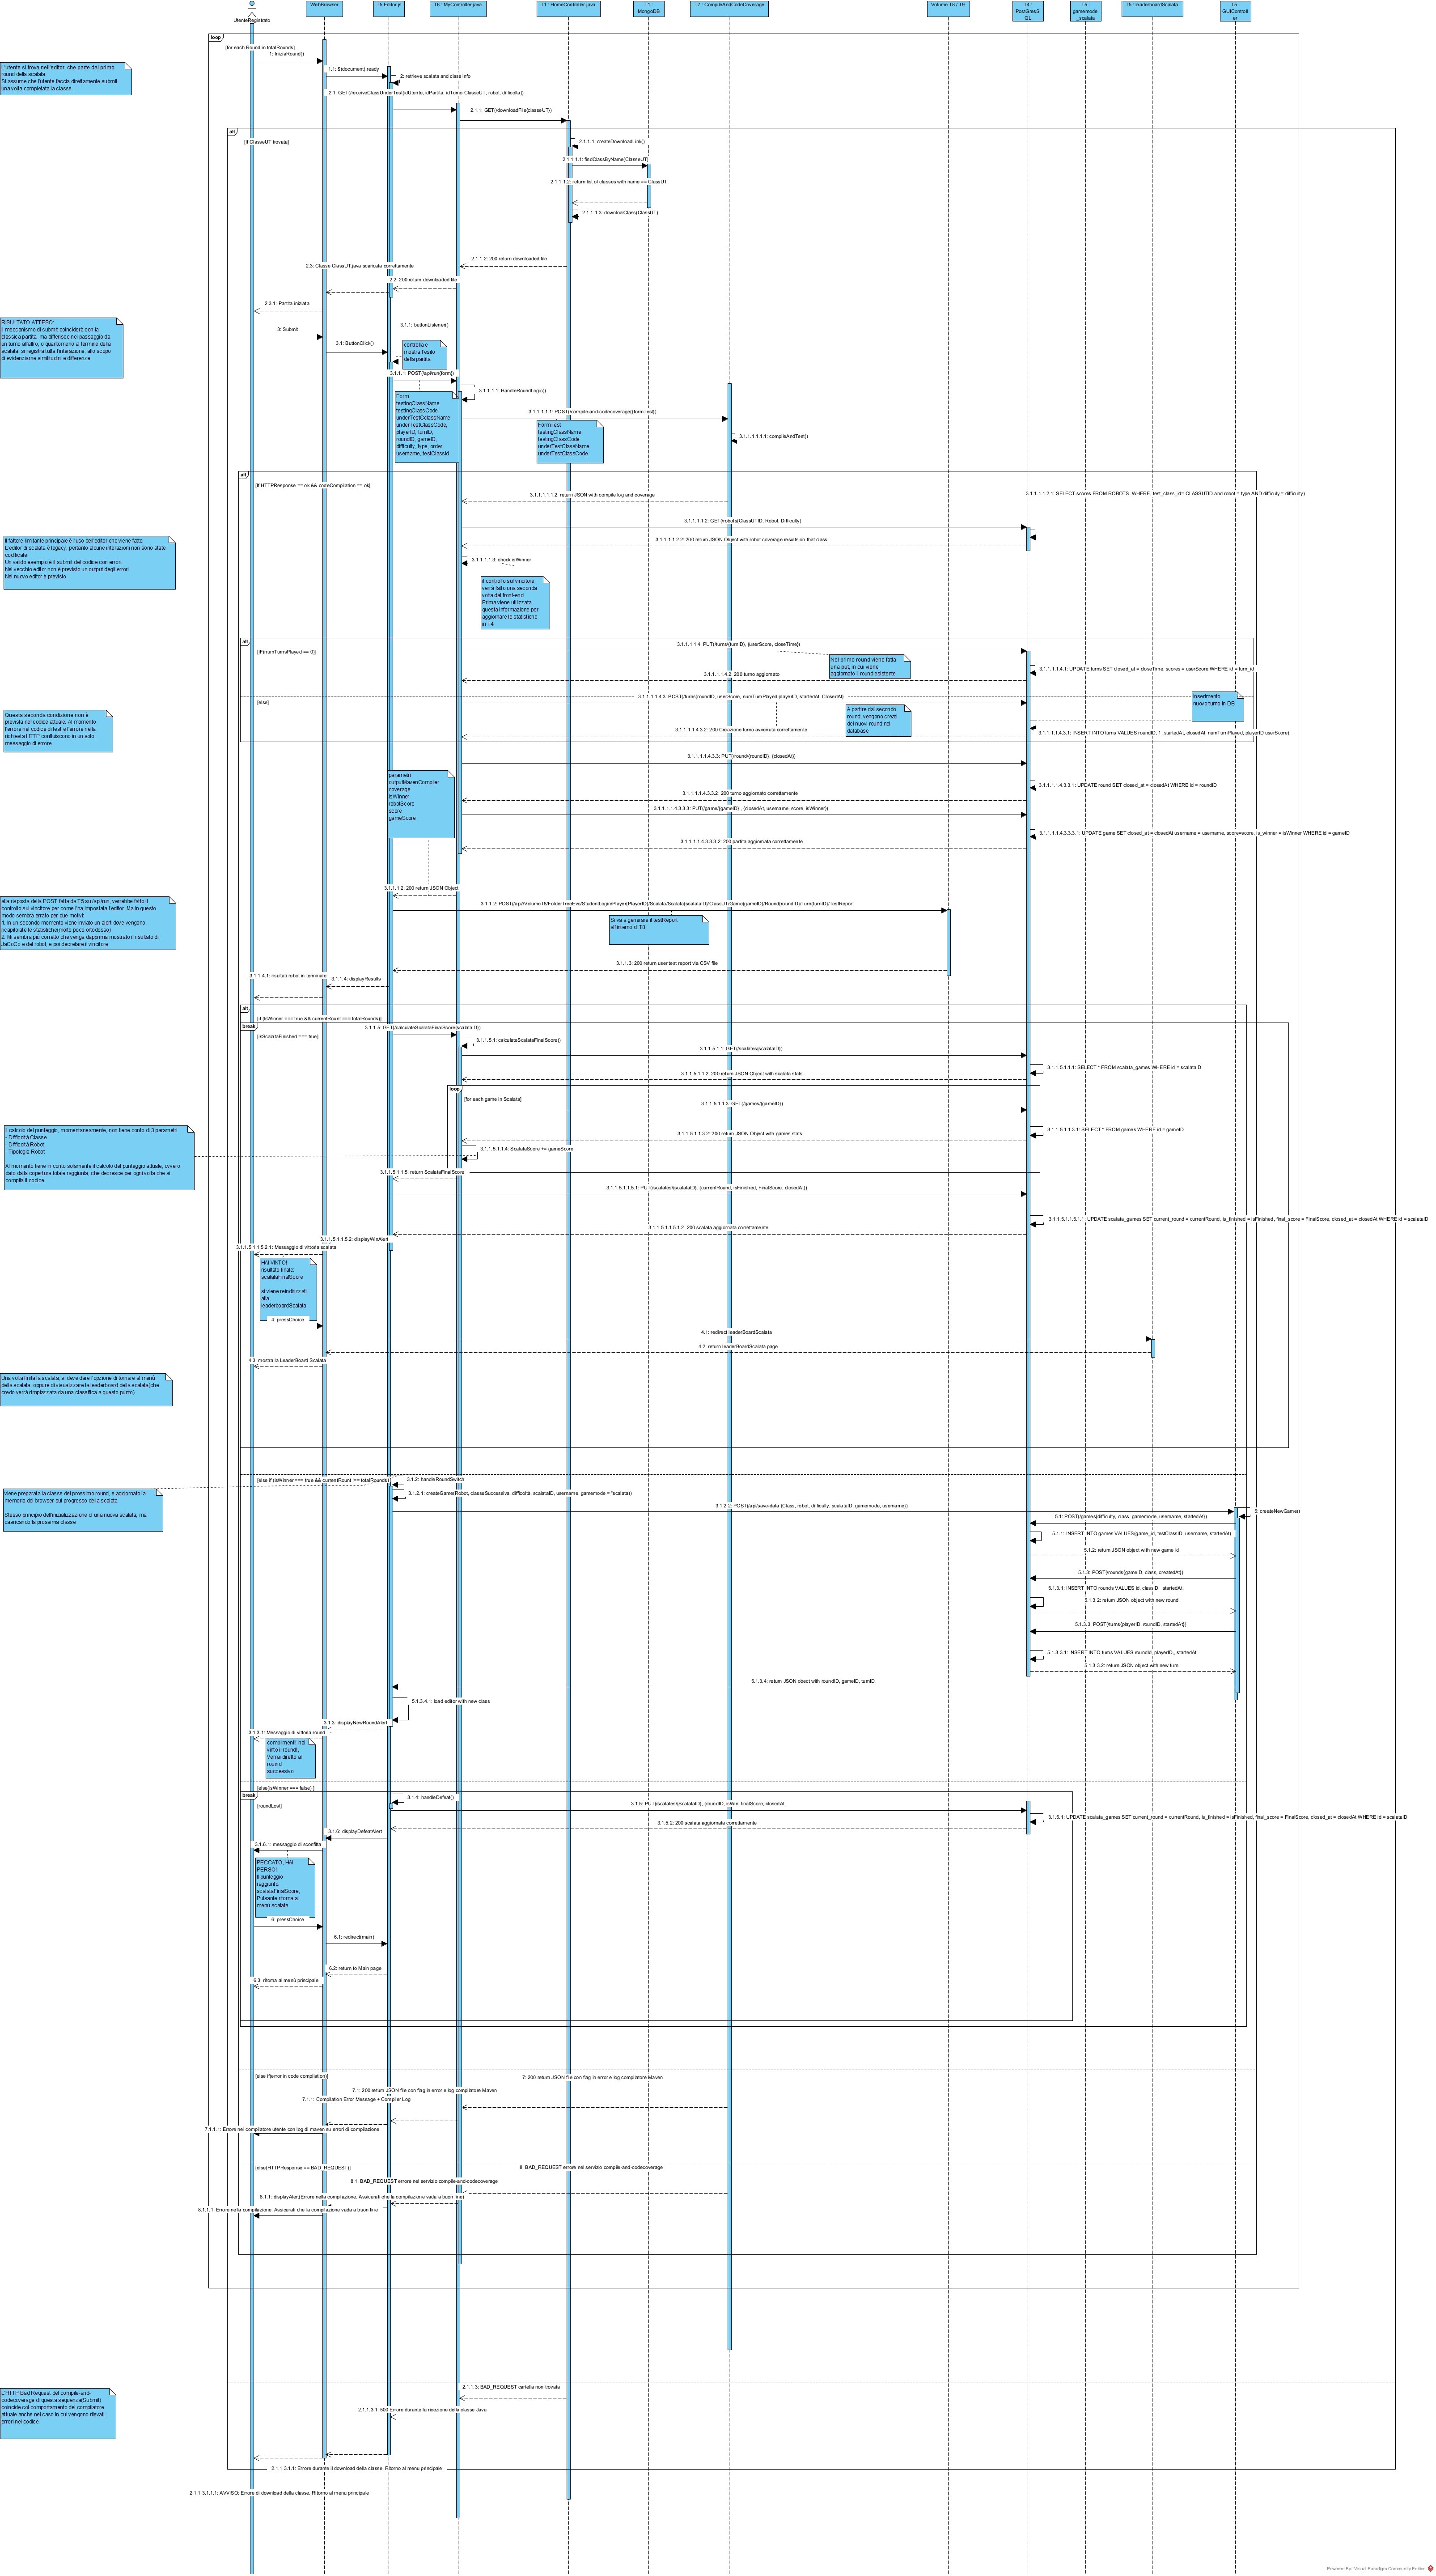 UtenteRegistrato
WebBrowser
T5 Editor.js
T6 : MyController.java
T1 : HomeController.java
T1 :
MongoDB
T7 : CompileAndCodeCoverage
Volume T8 / T9
T4 :
PostGresS
QL
T5 :
gamemode
_scalata
T5 : leaderboardScalata
T5 :
GUIControll
er
loop
[for each Round in totalRounds]
1: IniziaRound()
L'utente si trova nell'editor, che parte dal primo
round della scalata.
Si assume che l'utente faccia direttamente submit
una volta completata la classe.
1.1: $(document).ready
2: retrieve scalata and class info
2.1: GET(/receiveClassUnderTest(idUtente, idPartita, idTurno ClasseUT, robot, difficoltà))
2.1.1: GET(/downloadFile{classeUT})
alt
[If ClasseUT trovata]
2.1.1.1: createDownloadLink()
2.1.1.1.1: findClassByName(ClasseUT)
2.1.1.1.2: return list of classes with name == ClassUT
2.1.1.1.3: downloalClass(ClassUT)
2.1.1.2: 200 return downloaded file
2.3: Classe ClassUT.java scaricata correttamente
2.2: 200 return downloaded file
2.3.1: Partita iniziata
RISULTATO ATTESO:
Il meccanismo di submit coinciderà con la
classica partita, ma differisce nel passaggio da
un turno all'altro, o quantomeno al termine della
scalata; si registra tutta l'interazione, allo scopo
di evidenziarne similitudini e differenze
3: Submit
3.1: ButtonClick()
3.1.1: buttonListener()
controlla e
mostra l'esito
della partita
3.1.1.1: POST(/api/run{form})
3.1.1.1.1: HandleRoundLogic()
Form
testingClassName
testingClassCode
underTestCclassName
underTestClassCode,
playerID, turnID,
roundID, gameID,
difficulty, type, order,
username, testClassId
3.1.1.1.1.1: POST(/compile-and-codecoverage({formTest})
FormTest
testingClassName
testingClassCode
underTestClassName
underTestClassCode
3.1.1.1.1.1.1: compileAndTest()
alt
[If HTTPResponse == ok && codeCompilation == ok]
3.1.1.1.1.1.2: return JSON with compile log and coverage
3.1.1.1.1.2.1: SELECT scores FROM ROBOTS WHERE test_class_id= CLASSUTID and robot = type AND difficuly = difficulty)
3.1.1.1.1.2: GET(/robots(ClassUTID, Robot, Difficulty)
3.1.1.1.1.2.2: 200 return JSON Object with robot coverage results on that class
Il fattore limitante principale è l'uso dell'editor che viene fatto.
L'editor di scalata è legacy, pertanto alcune interazioni non sono state
codificate.
Un valido esempio è il submit del codice con errori.
Nel vecchio editor non è previsto un output degli errori
Nel nuovo editor è previsto
3.1.1.1.1.3: check isWinner
Il controllo sul vincitore
verrà fatto una seconda
volta dal front-end.
Prima viene utilizzata
questa informazione per
aggiornare le statistiche
in T4
alt
[IF(numTurnsPlayed == 0)]
3.1.1.1.1.4: PUT(/turns{turnID}, {userScore, closeTime})
Nel primo round viene fatta
una put, in cui viene
aggiornato il round esistente
3.1.1.1.1.4.1: UPDATE turns SET closed_at = closeTime, scores = userScore WHERE id = turn_id
3.1.1.1.1.4.2: 200 turno aggiornato
[else]
3.1.1.1.1.4.3: POST(/turns{roundID, userScore, numTurnPlayed,playerID, startedAt, ClosedAt}
Inserimento
nuovo turno in DB
A partire dal secondo
round, vengono creati
dei nuovi round nel
database
3.1.1.1.1.4.3.1: INSERT INTO turns VALUES roundID, 1, startedAt, closedAt, numTurnPlayed, playerID userScore)
3.1.1.1.1.4.3.2: 200 Creazione turno avvenuta correttamente
Questa seconda condizione non è
prevista nel codice attuale. Al momento
l'errore nel codice di test e l'errore nella
richiesta HTTP confluiscono in un solo
messaggio di errore
3.1.1.1.1.4.3.3: PUT(/round/{roundID}, {closedAt})
parametri
outputMavenCompiler
coverage
isWinner
robotScore
score
gameScore
3.1.1.1.1.4.3.3.1: UPDATE round SET closed_at = closedAt WHERE id = roundID
3.1.1.1.1.4.3.3.2: 200 turno aggiornato correttamente
3.1.1.1.1.4.3.3.3: PUT(/game/{gameID} , {closedAt, username, score, isWinner})
3.1.1.1.1.4.3.3.3.1: UPDATE game SET closed_at = closedAt username = username, score=score, is_winner = isWinner WHERE id = gameID
3.1.1.1.1.4.3.3.3.2: 200 partita aggiornata correttamente
3.1.1.1.2: 200 return JSON Object
alla risposta della POST fatta da T5 su /api/run, verrebbe fatto il
controllo sul vincitore per come l'ha impostata l'editor. Ma in questo
modo sembra errato per due motivi:
1. In un secondo momento viene inviato un alert dove vengono
ricapitolate le statistiche(molto poco ortodosso)
2. Mi sembra più corretto che venga dapprima mostrato il risultato di
JaCoCo e del robot, e poi decretare il vincitore
3.1.1.2: POST(/api/VolumeT8/FolderTreeEvo/StudentLogin/Player{PlayerID}/Scalata/Scalata{scalataID}/ClassUT/Game{gameID}/Round{roundID}/Turn{turnID}/TestReport
Si va a generare il testReport
all'interno di T8
3.1.1.3: 200 return user test report via CSV file
3.1.1.4: displayResults
3.1.1.4.1: risultati robot in terminale
alt
[if (IsWinner === true && currentRount === totalRounds)]
break
[isScalataFinished === true]
3.1.1.5: GET(/calculateScalataFinalScore{scalataID})
3.1.1.5.1: calculateScalataFinalScore()
3.1.1.5.1.1: GET(/scalates{scalataID})
3.1.1.5.1.1.1: SELECT * FROM scalata_games WHERE id = scalataID
3.1.1.5.1.1.2: 200 return JSON Object with scalata stats
loop
[for each game in Scalata]
3.1.1.5.1.1.3: GET(/games/{gameID})
3.1.1.5.1.1.3.1: SELECT * FROM games WHERE id = gameID
3.1.1.5.1.1.3.2: 200 return JSON Object with games stats
3.1.1.5.1.1.4: ScalataScore += gameScore
Il calcolo del punteggio, momentaneamente, non tiene conto di 3 parametri
- Difficoltà Classe
- Difficoltà Robot
- Tipologia Robot
Al momento tiene in conto solamente il calcolo del punteggio attuale, ovvero
dato dalla copertura totale raggiunta, che decresce per ogni volta che si
compila il codice
3.1.1.5.1.1.5: return ScalataFinalScore
3.1.1.5.1.1.5.1: PUT(/scalates/{scalataID}, {currentRound, isFinished, FinalScore, closedAt})
3.1.1.5.1.1.5.1.1: UPDATE scalata_games SET current_round = currentRound, is_finished = isFinished, final_score = FinalScore, closed_at = closedAt WHERE id = scalataID
3.1.1.5.1.1.5.1.2: 200 scalata aggiornata correttamente
3.1.1.5.1.1.5.2: displayWinAlert
3.1.1.5.1.1.5.2.1: Messaggio di vittoria scalata
HAI VINTO!
risultato finale:
scalataFinalScore
si viene reindirizzati
alla
leaderboardScalata
4: pressChoice
4.1: redirect leaderBoardScalata
4.2: return leaderBoardScalata page
4.3: mostra la LeaderBoard Scalata
Una volta finita la scalata, si deve dare l'opzione di tornare al menù
della scalata, oppure di visualizzare la leaderboard della scalata(che
credo verrà rimpiazzata da una classifica a questo punto)
[else if (isWinner === true && currentRount !== totalRounds)]
3.1.2: handleRoundSwitch
viene preparata la classe del prossimo round, e aggiornato la
memoria del browser sul progresso della scalata
Stesso principio dell'inizializzazione di una nuova scalata, ma
casricando la prossima classe
3.1.2.1: createGame(Robot, classeSuccessiva, difficoltà, scalataID, username, gamemode = "scalata))
3.1.2.2: POST(/api/save-data {Class, robot, difficulty, scalataID, gamemode, username})
5: createNewGame()
5.1: POST(/games{difficulty, class, gamemode, username, startedAt})
5.1.1: INSERT INTO games VALUES(game_id, testClassID, username, startedAt)
5.1.2: return JSON object with new game id
5.1.3: POST(/rounds{gameID, class, createdAt})
5.1.3.1: INSERT INTO rounds VALUES id, classID, startedAt,
5.1.3.2: return JSON object with new round
5.1.3.3: POST(/turns{playerID, roundID, startedAt})
5.1.3.3.1: INSERT INTO turns VALUES roundId, playerID,, startedAt.
5.1.3.3.2: return JSON object with new turn
5.1.3.4: return JSON obect with roundID, gameID, turnID
5.1.3.4.1: load editor with new class
3.1.3: displayNewRoundAlert
3.1.3.1: Messaggio di vittoria round
complimenti! hai
vinto il round!,
Verrai diretto al
round
successivo
[else(isWinner === false) ]
break
[roundLost]
3.1.4: handleDefeat()
3.1.5: PUT(/scalates/{ScalataID}, {roundID, isWin, finalScore, closedAt
3.1.5.1: UPDATE scalata_games SET current_round = currentRound, is_finished = isFinished, final_score = FinalScore, closed_at = closedAt WHERE id = scalataID
3.1.5.2: 200 scalata aggiornata correttamente
3.1.6: displayDefeatAlert
3.1.6.1: messaggio di sconfitta
PECCATO, HAI
PERSO!
Il punteggio
raggiunto:
scalataFinalScore,
Pulsante ritorna al
menù scalata
6: pressChoice
6.1: redirect(main)
6.2: return to Main page
6.3: ritorna al menù principale
[else if(error in code compilation)]
7: 200 return JSON file con flag in error e log compilatore Maven
7.1: 200 return JSON file con flag in error e log compilatore Maven
7.1.1: Compilation Error Message + Compiler Log
7.1.1.1: Errore nel compilatore utente con log di maven su errori di compilazione
[else(HTTPResponse == BAD_REQUEST)]
8: BAD_REQUEST errore nel servizio compile-and-codecoverage
8.1: BAD_REQUEST errore nel servizio compile-and-codecoverage
8.1.1: displayAlert(Errore nella compilazione. Assicurati che la compilazione vada a buon fine)
8.1.1.1: Errore nella compilazione. Assicurati che la compilazione vada a buon fine
L'HTTP Bad Request del compile-and-
codecoverage di questa sequenza(Submit)
coincide col comportamento del compilatore
attuale anche nel caso in cui vengono rilevati
errori nel codice.
2.1.1.3: BAD_REQUEST cartella non trovata
2.1.1.3.1: 500 Errore durante la ricezione della classe Java
2.1.1.3.1.1: Errore durante il download della classe. Ritorno al menu principale
2.1.1.3.1.1.1: AVVISO: Errore di download della classe. Ritorno al menu principale
Powered By: Visual Paradigm Community Edition